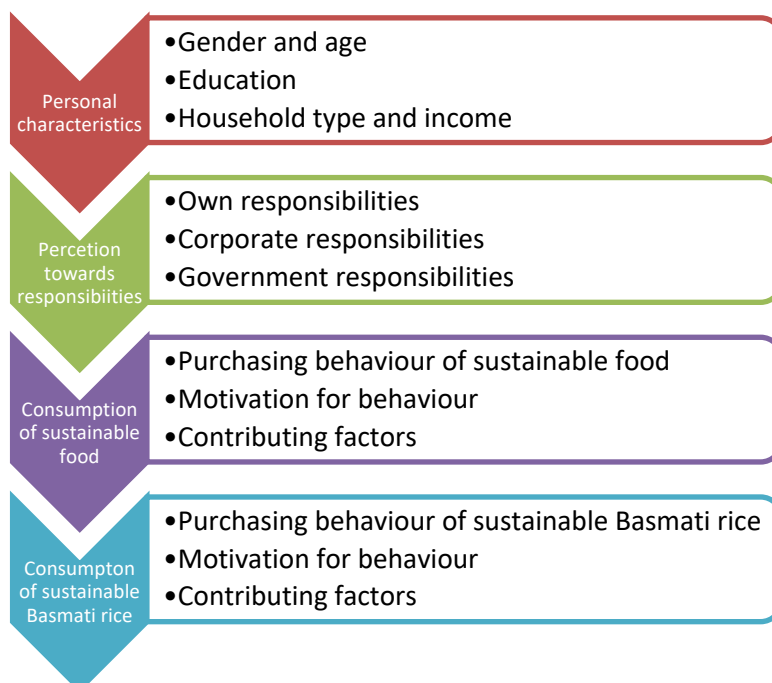 Personal
characteristics
•Gender and age
•Education
•Household type and income
Percetion
towards
responsibiities
•Own responsibilities
•Corporate responsibilities
•Government responsibilities
Consumption
of sustainable
food
•Purchasing behaviour of sustainable food
•Motivation for behaviour
•Contributing factors
Consumpton
of sustainable
Basmati rice
•Purchasing behaviour of sustainable Basmati rice
•Motivation for behaviour
•Contributing factors